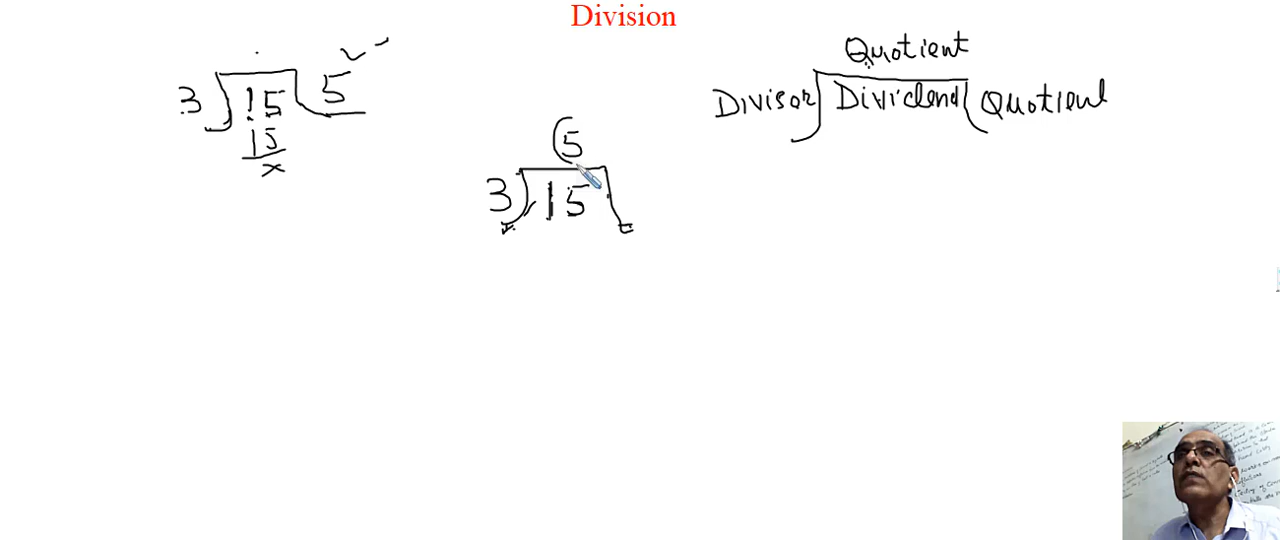 Division
3 15 5
15
x
5
3 15
Quotient
Divisor Dividend Quotient